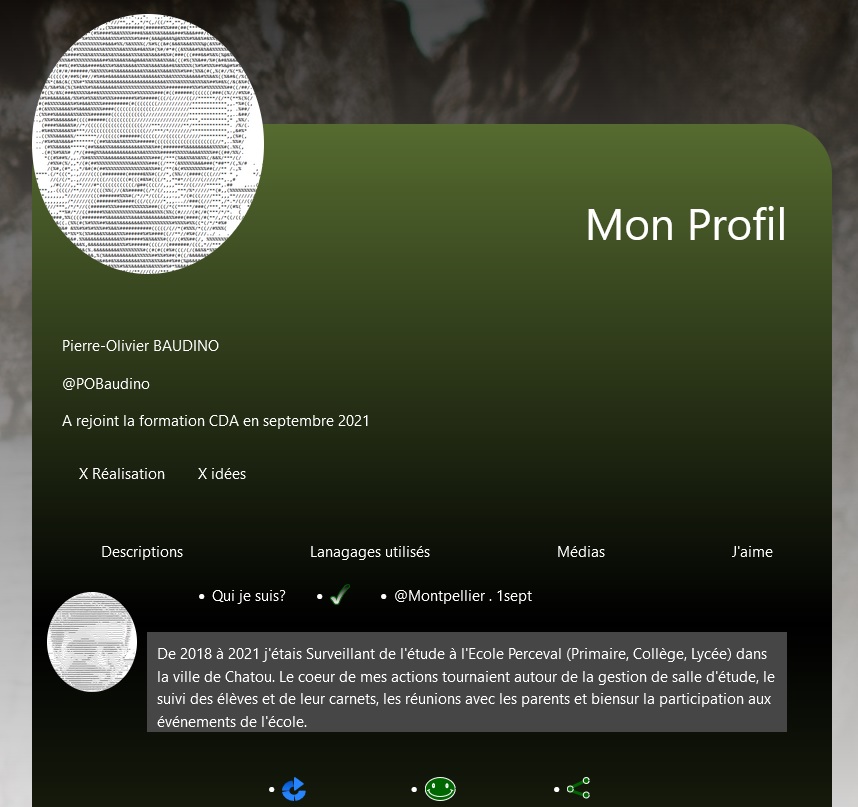 Mon Profil
Pierre-Olivier BAUDINO
@POBaudino
A rejoint la formation CDA en septembre 2021
X Réalisation X idées
Descriptions Lanagages utilisés Médias J'aime
• Qui je suis? • • @Montpellier . 1sept
De 2018 à 2021 j'étais Surveillant de l'étude à l'Ecole Perceval (Primaire, Collège, Lycée) dans
la ville de Chatou. Le coeur de mes actions tournaient autour de la gestion de salle d'étude, le
suivi des élèves et de leur carnets, les réunions avec les parents et biensur la participation aux
événements de l'école.